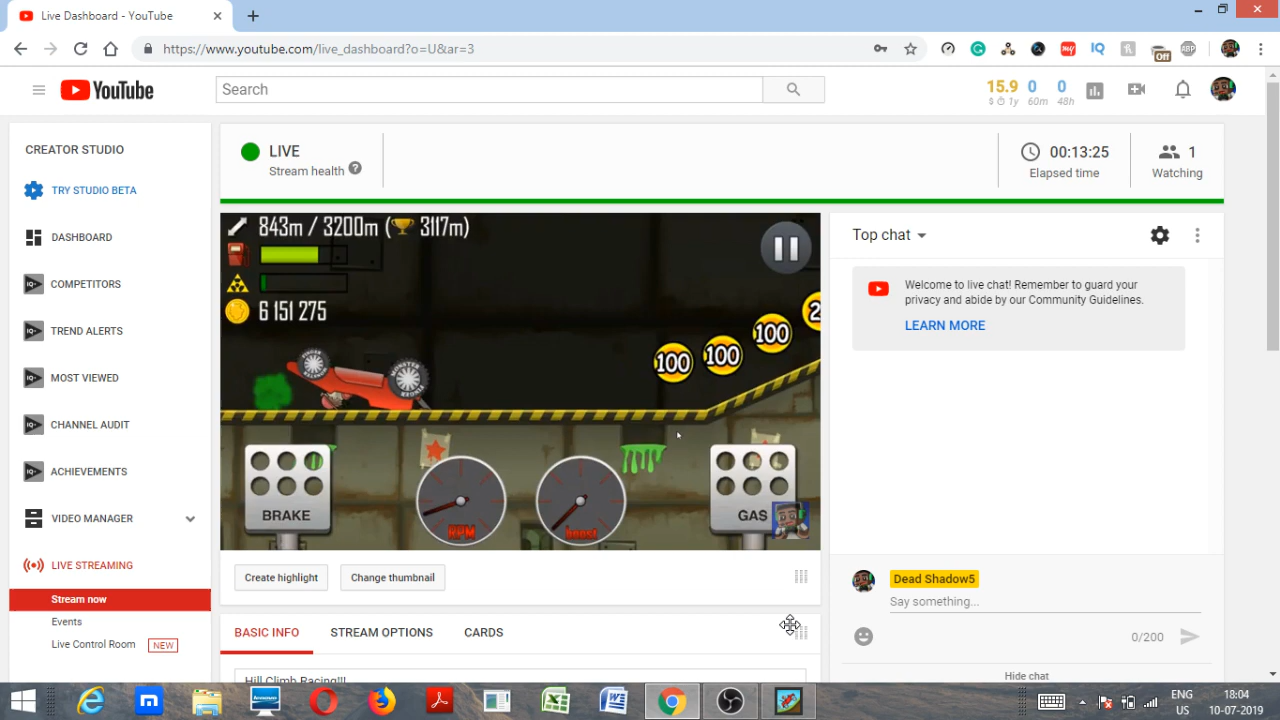 Live Dashboard - YouTube
https://www.youtube.com/live_dashboard?o=U&ar=3
my
IQ
Off
ABP
YouTube
Search
15.9 0 0
$ 1y 60m 48h
CREATOR STUDIO
TRY STUDIO BETA
DASHBOARD
COMPETITORS
TREND ALERTS
MOST VIEWED
CHANNEL AUDIT
ACHIEVEMENTS
VIDEO MANAGER
LIVE STREAMING
Stream now
Events
Live Control Room NEW
LIVE
Stream health ?
00:13:25
Elapsed time
1
Watching
843m / 3200m ( 3117m)
6 151 275
100
100
100
2
BRAKE
RPM
boost
GAS
Create highlight
Change thumbnail
BASIC INFO
STREAM OPTIONS
CARDS
Hill Climb Racing!!!
Top chat
Welcome to live chat! Remember to guard your
privacy and abide by our Community Guidelines.
LEARN MORE
Dead Shadow5
Say something...
0/200
Hide chat
ENG
US
18:04
10-07-2019